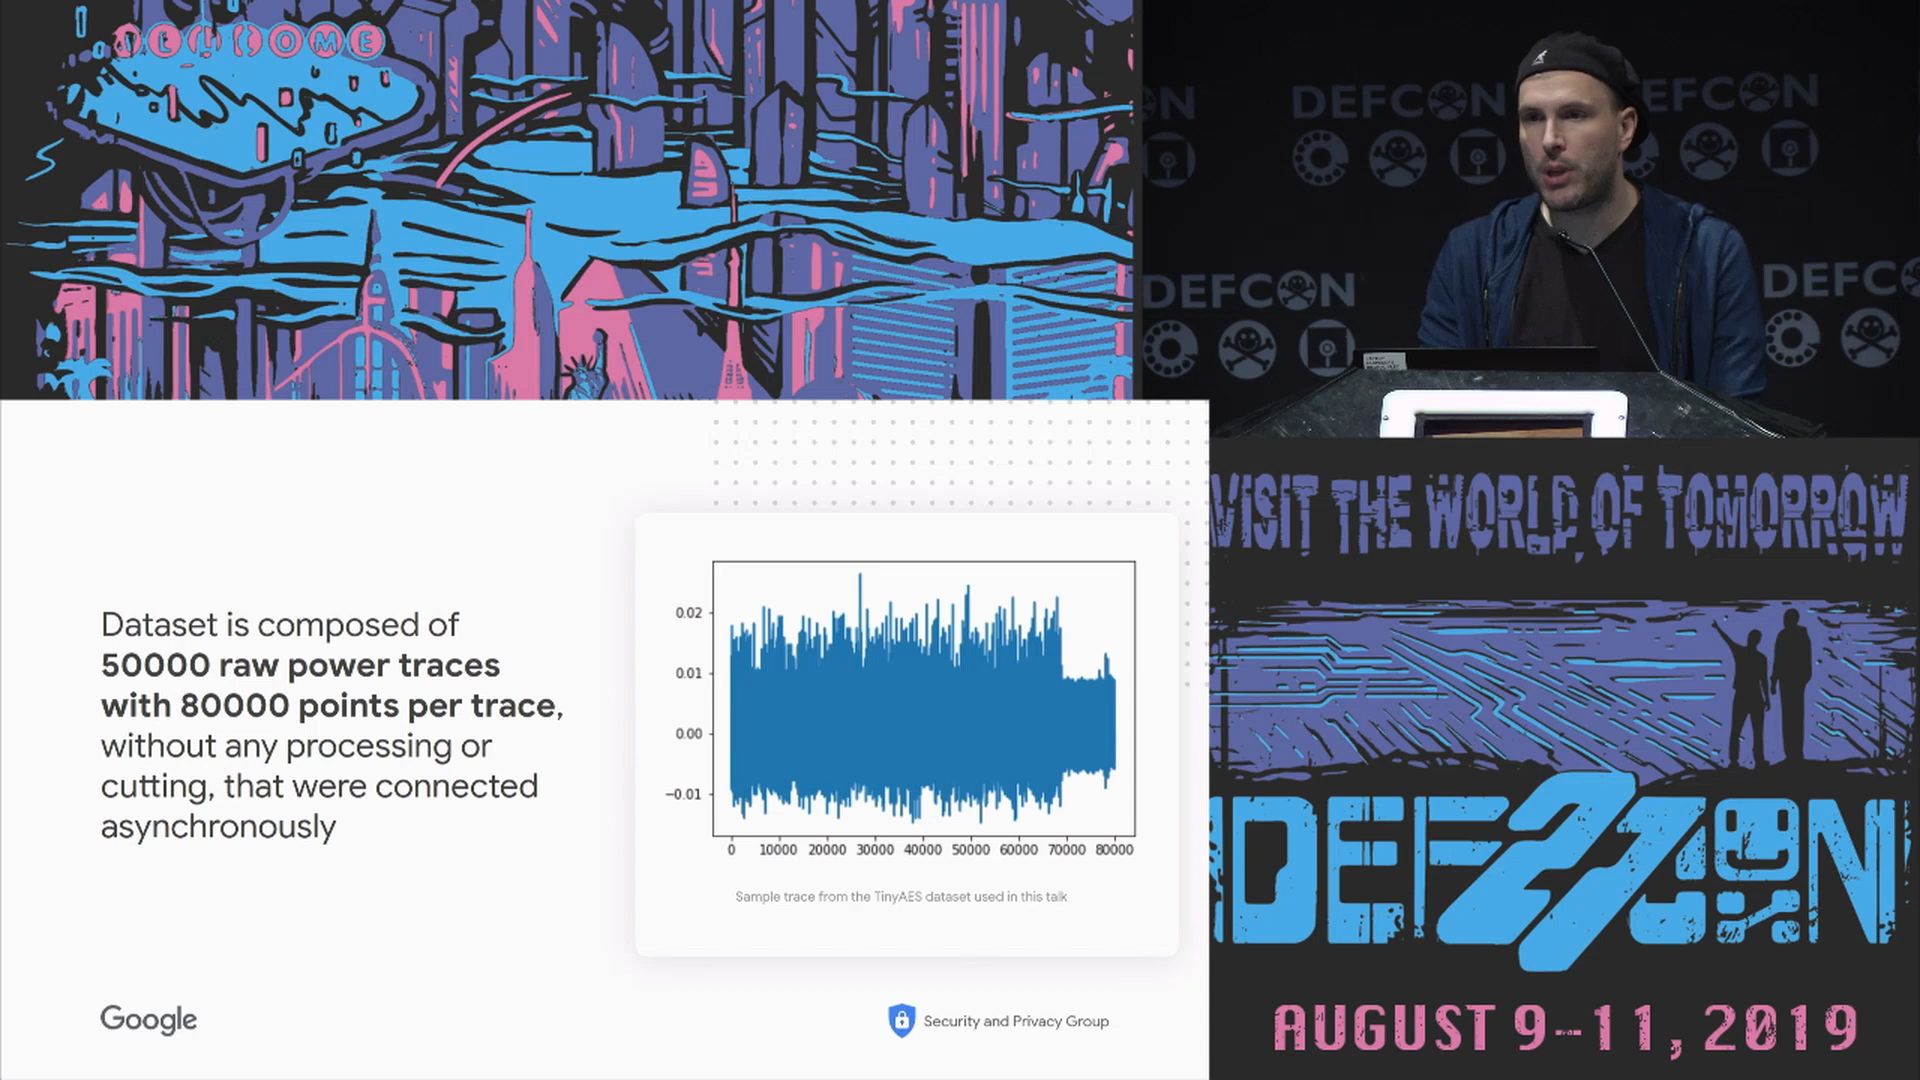 WELCOME
DEFCON
DEFCON
DEFCON
VISIT THE WORLD OF TOMORROW
Dataset is composed of
50000 raw power traces
with 80000 points per trace,
without any processing or
cutting, that were connected
asynchronously
0.02
0.01
0.00
−0.01
0 10000 20000 30000 40000 50000 60000 70000 80000
Sample trace from the TinyAES dataset used in this talk
Google
Security and Privacy Group
DEF27CON
AUGUST 9-11, 2019